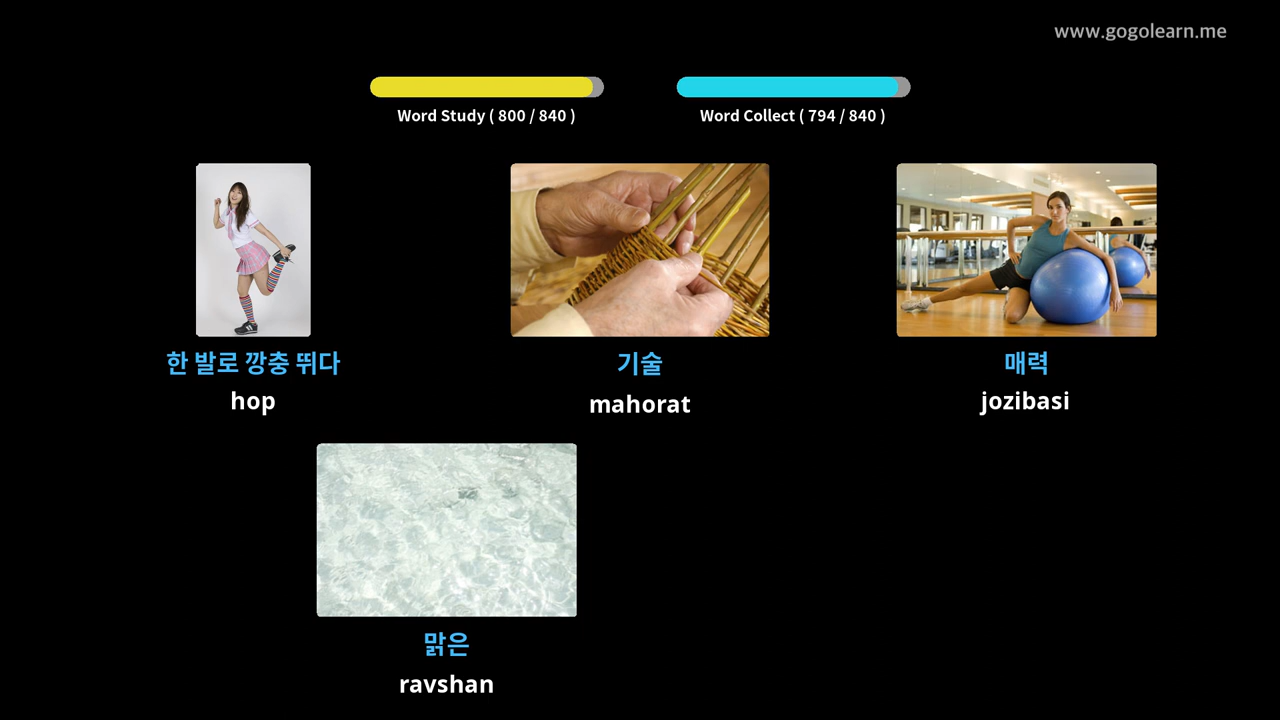 www.gogolearn.me
Word Study ( 800 / 840 )
Word Collect ( 794 / 840 )
한 발로 깡충 뛰다
hop
기술
mahorat
매력
jozibasi
맑은
ravshan